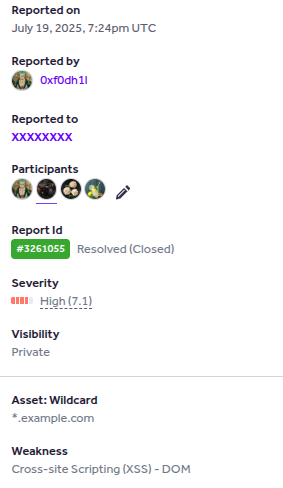 Reported on
July 19, 2025, 7:24pm UTC
Reported by
0xf0dh1l
Reported to
XXXXXXXX
Participants
Report Id
#3261055 Resolved (Closed)
Severity
High (7.1)
Visibility
Private
Asset: Wildcard
*.example.com
Weakness
Cross-site Scripting (XSS) - DOM